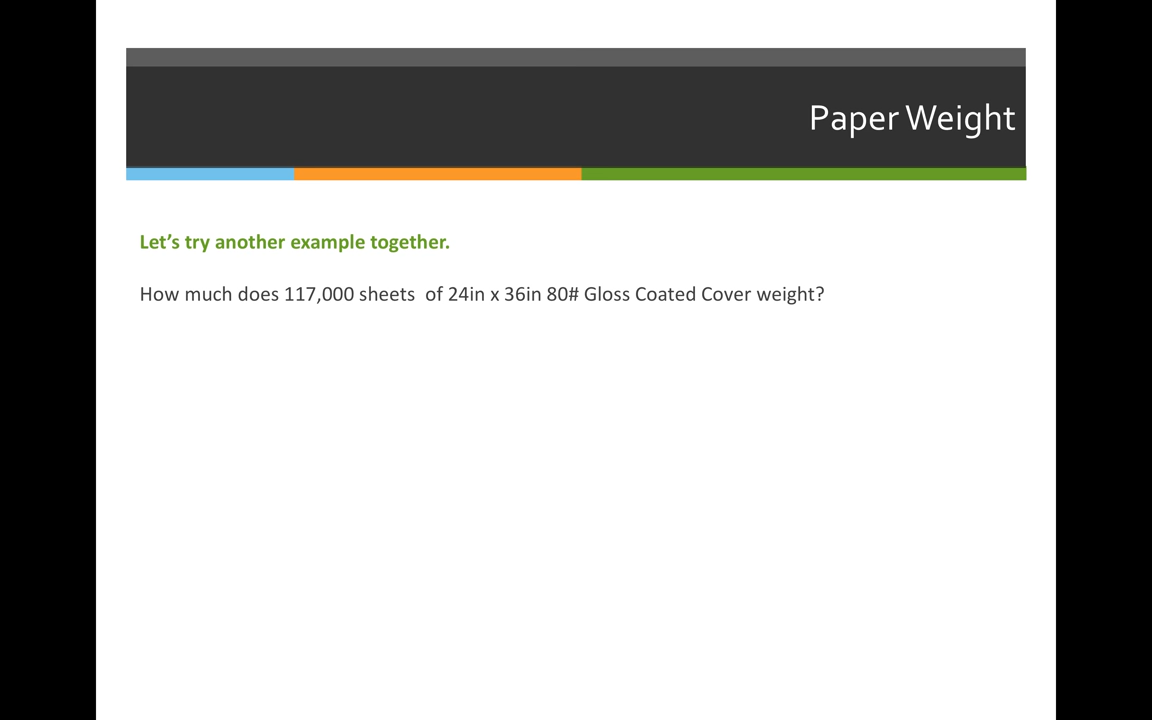 Paper Weight
Let’s try another example together.
How much does 117,000 sheets  of 24in x 36in 80# Gloss Coated Cover weight?